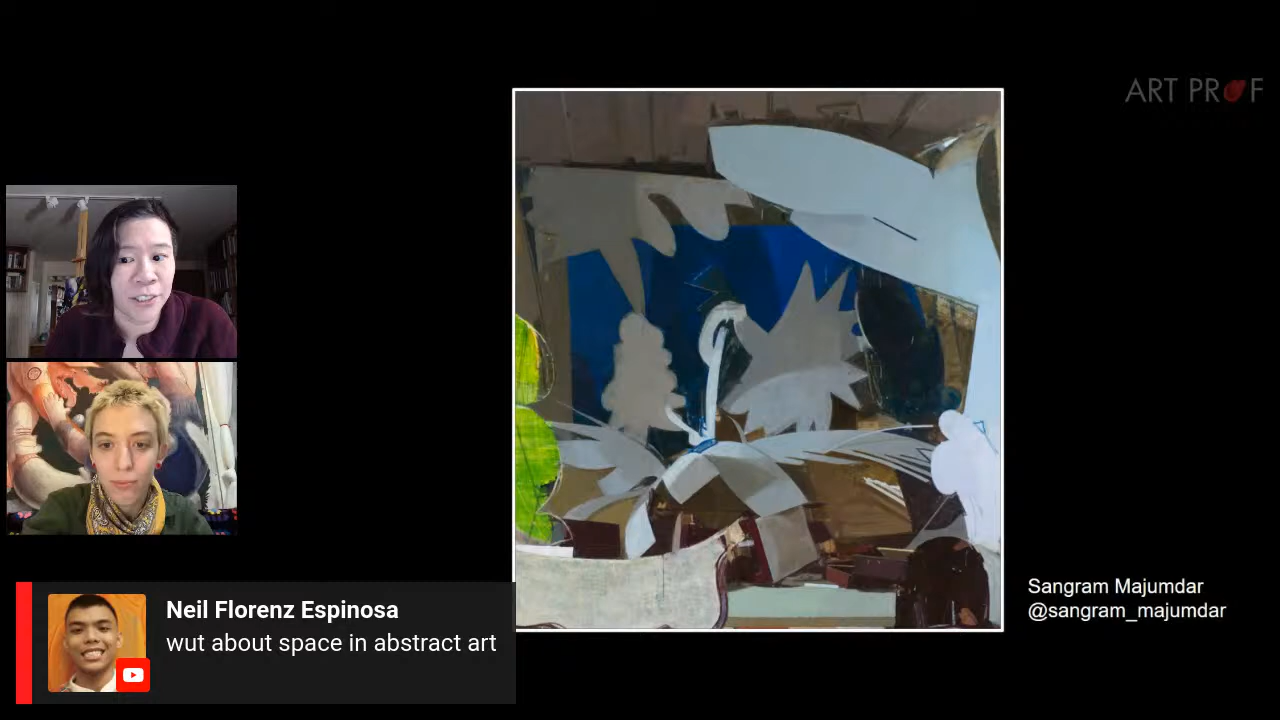 ART PROF
Neil Florenz Espinosa
wut about space in abstract art
Sangram Majumdar
@sangram_majumdar